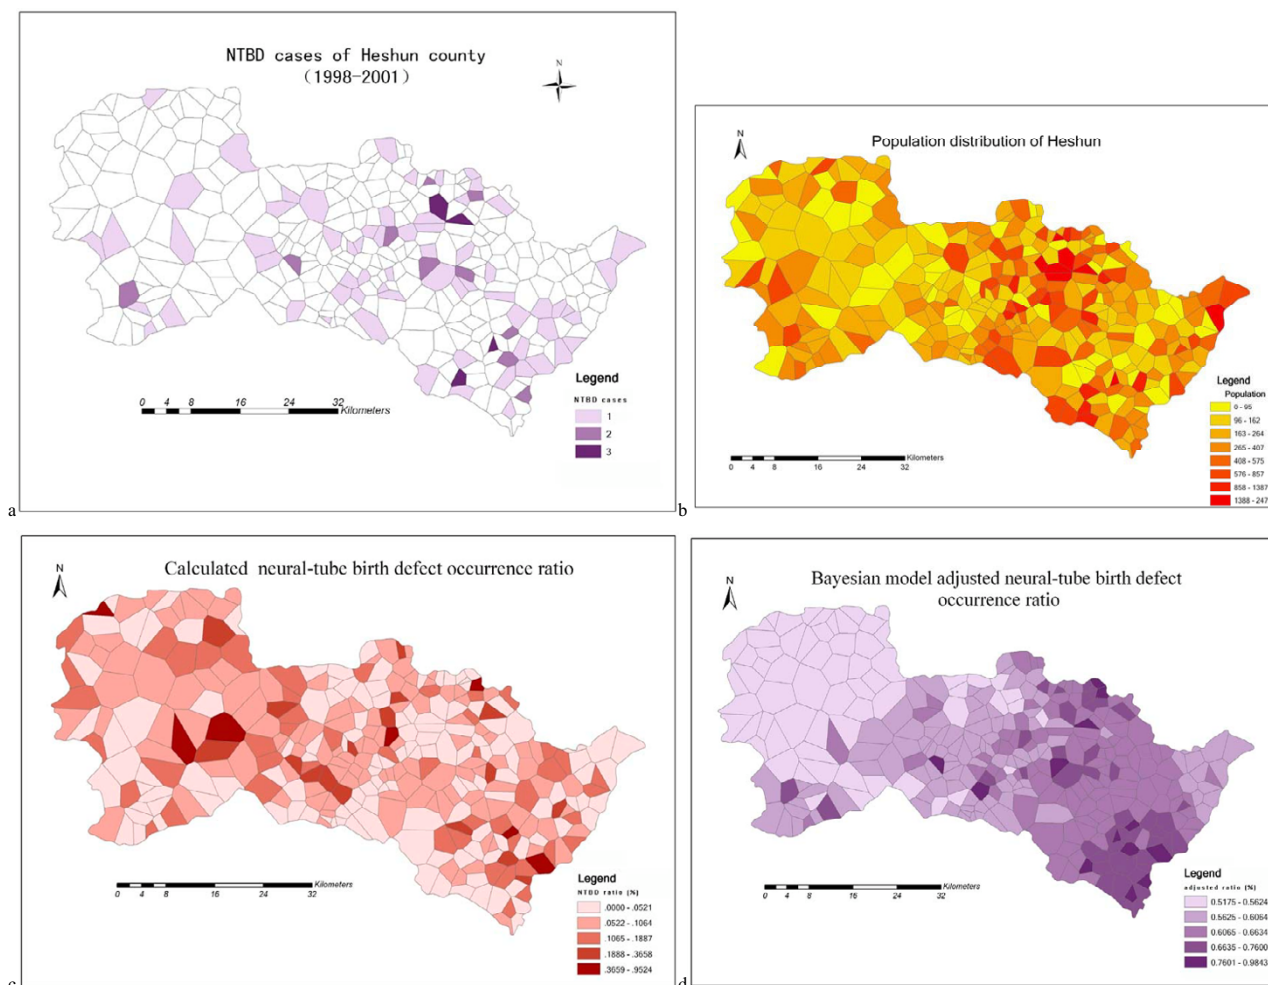 NTBD cases of Heshun county
（1998-2001）
N
Legend
NTBD cases
1
2
3
0 4 8 16 24 32 Kilometers
a
N
Population distribution of Heshun
Legend
Population
0 - 95
96 - 162
163 - 264
265 - 407
408 - 575
576 - 857
858 - 1387
1388 - 247
0 4 8 16 24 32 Kilometers
b
N
Calculated neural-tube birth defect occurrence ratio
0 4 8 16 24 32 Kilometers
Legend
NTBD ratio (%)
.0000 - .0521
.0522 - .1064
.1065 - .1887
.1888 - .3658
.3659 - .9524
c
N
Bayesian model adjusted neural-tube birth defect
occurrence ratio
0 4 8 16 24 32 Kilometers
Legend
adjusted ratio (%)
0.5175 - 0.5624
0.5625 - 0.6064
0.6065 - 0.6634
0.6635 - 0.7600
0.7601 - 0.9843
d